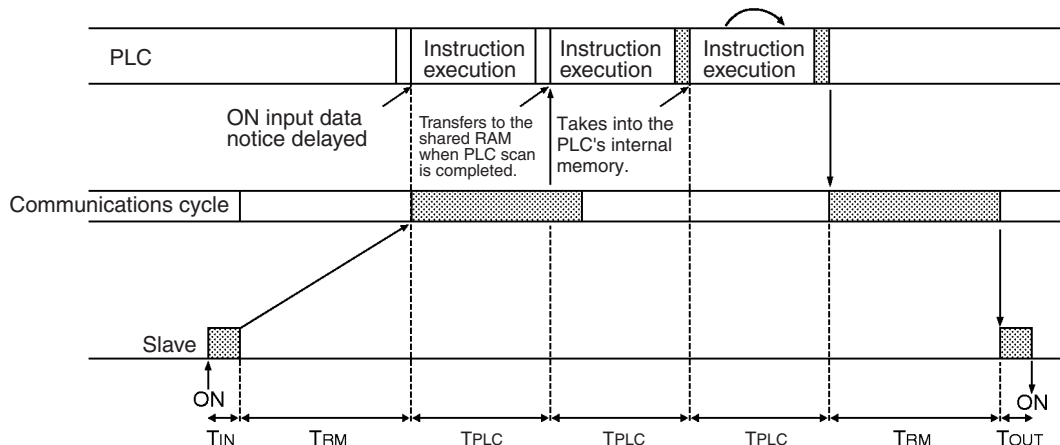 PLC
Instruction
execution
Instruction
execution
Instruction
execution
ON input data
notice delayed
Transfers to the
shared RAM
when PLC scan
is completed.
Takes into the
PLC's internal
memory.
Communications cycle
Slave
ON
ON
TIN
TRM
TPLC
TPLC
TPLC
TRM
TOUT